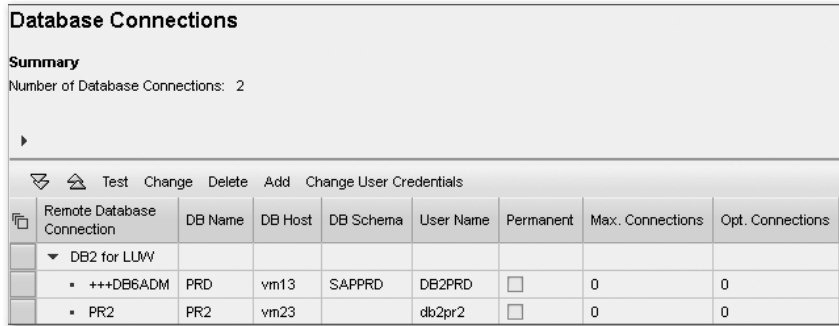 Database Connections
Summary
Number of Database Connections: 2
Test Change Delete Add Change User Credentials
Remote Database Connection DB Name DB Host DB Schema User Name Permanent Max. Connections Opt. Connections
DB2 for LUW
+++DB6ADM PRD vm13 SAPPRD DB2PRD 0 0
PR2 PR2 vm23 db2pr2 0 0